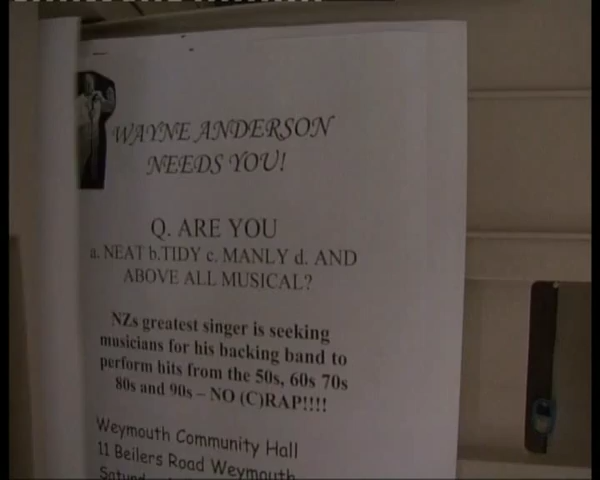 WAYNE ANDERSON
NEEDS YOU!
Q. ARE YOU
a. NEAT b.TIDY c. MANLY d. AND
ABOVE ALL MUSICAL?
NZs greatest singer is seeking
musicians for his backing band to
perform hits from the 50s, 60s 70s
80s and 90s – NO (C)RAP!!!!
Weymouth Community Hall
11 Beilers Road Weymouth